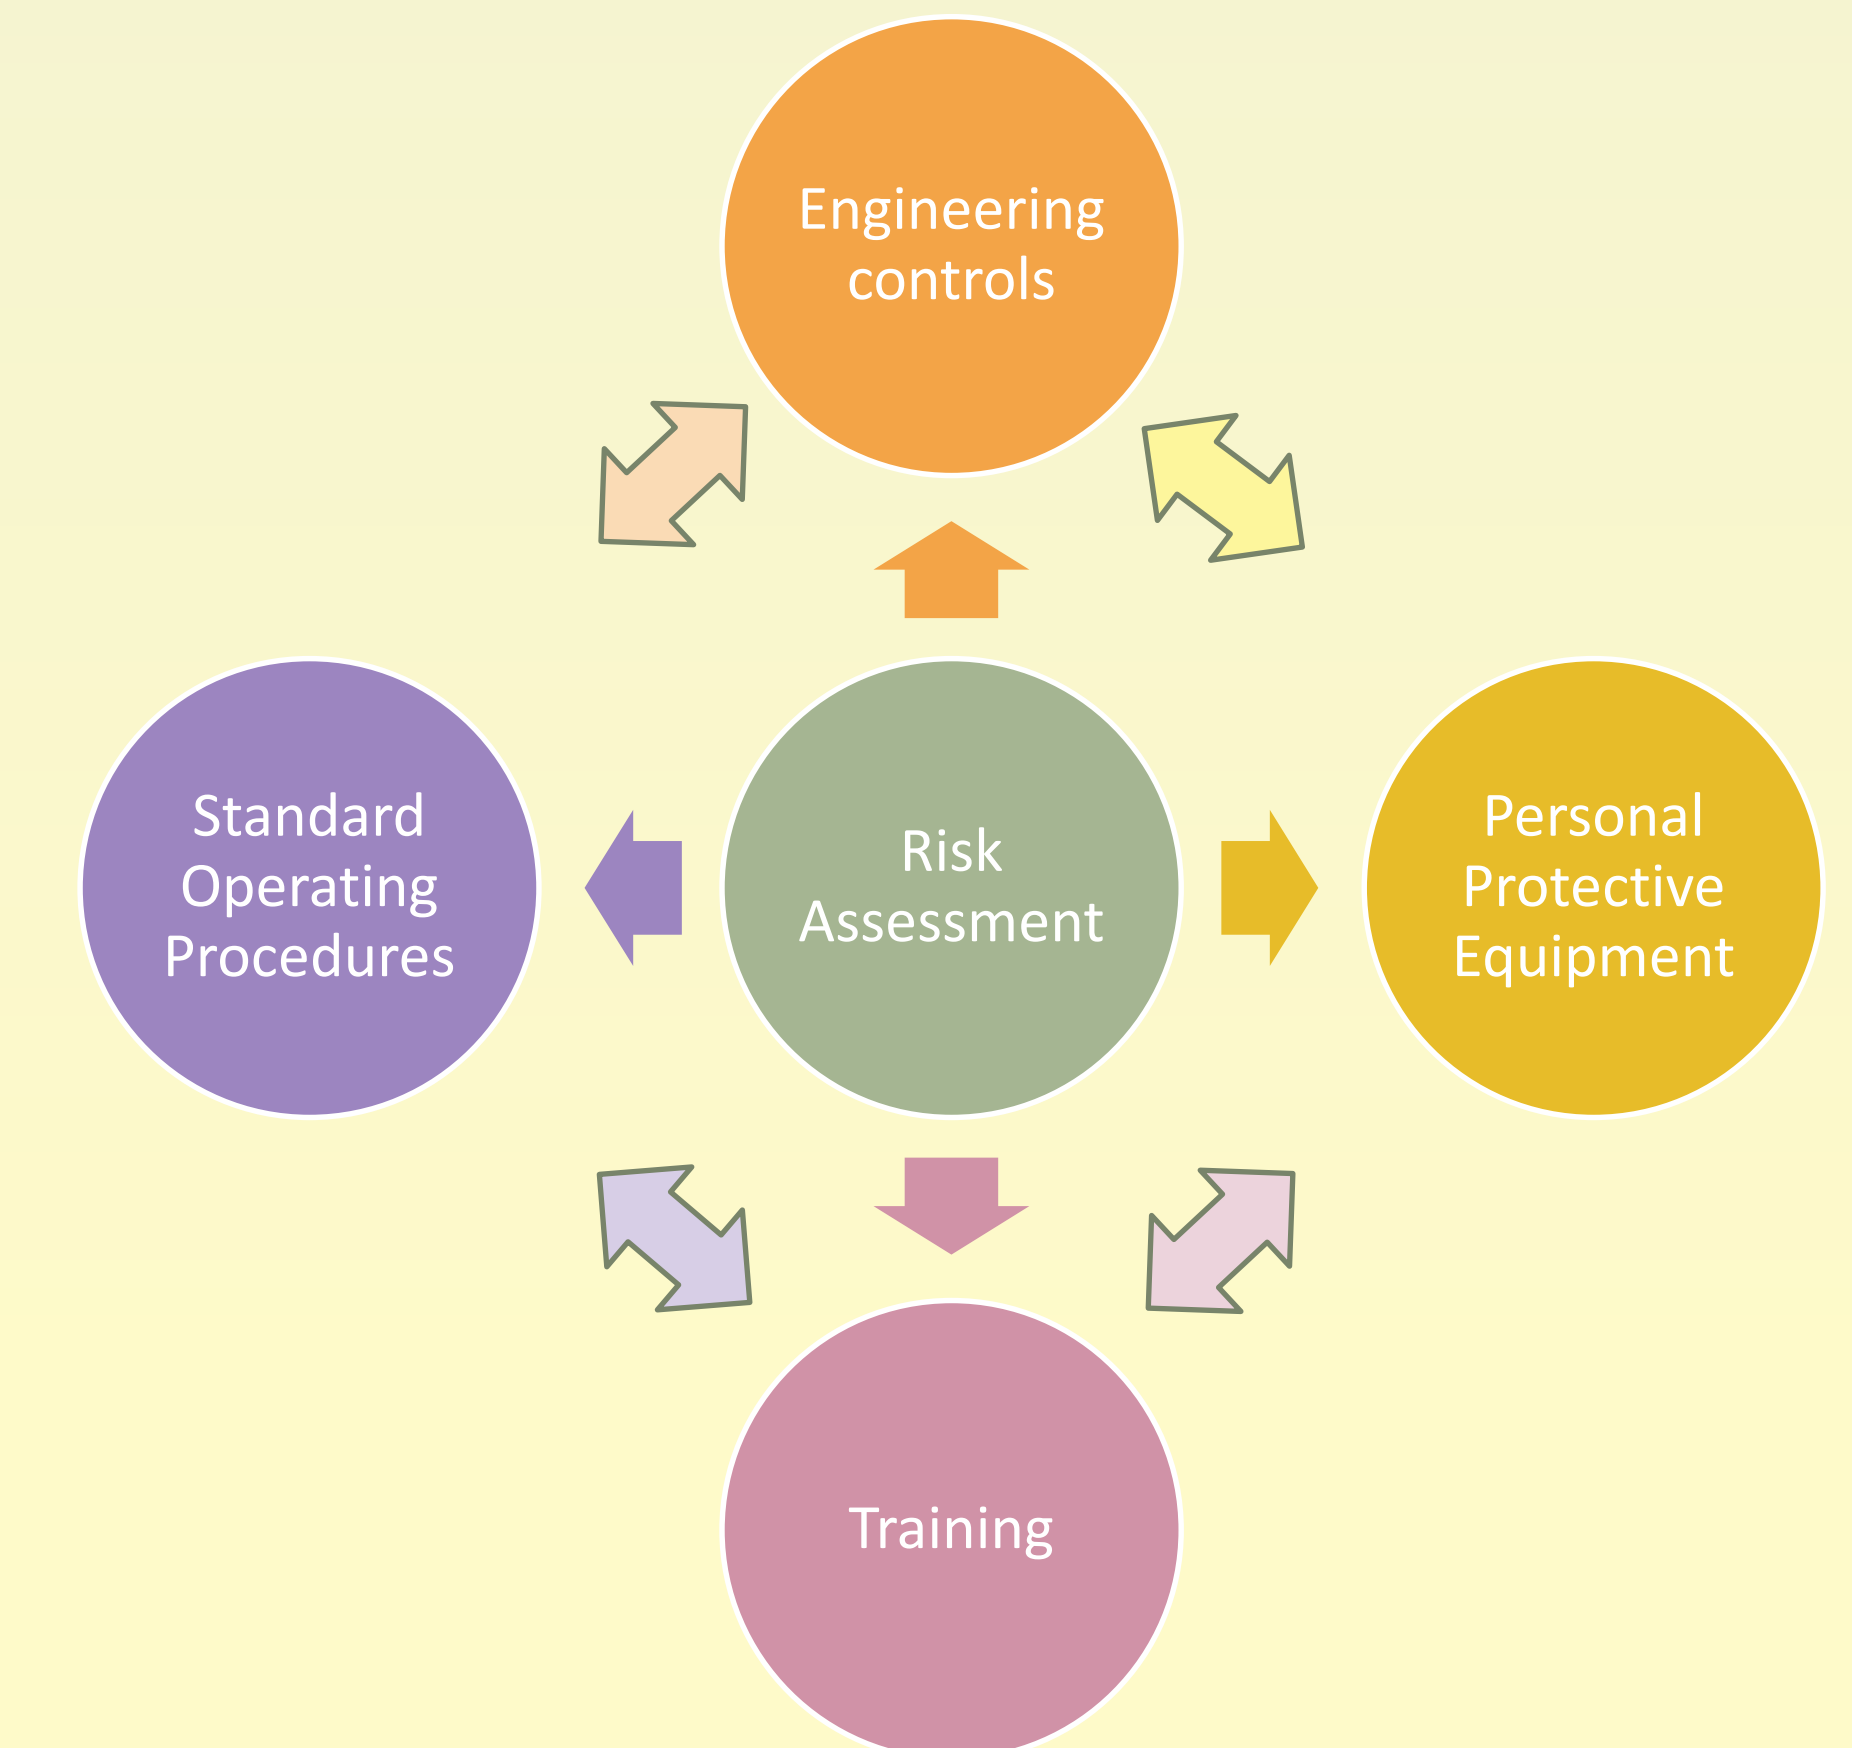 Engineering
controls
Standard
Operating
Procedures
Risk
Assessment
Personal
Protective
Equipment
Training